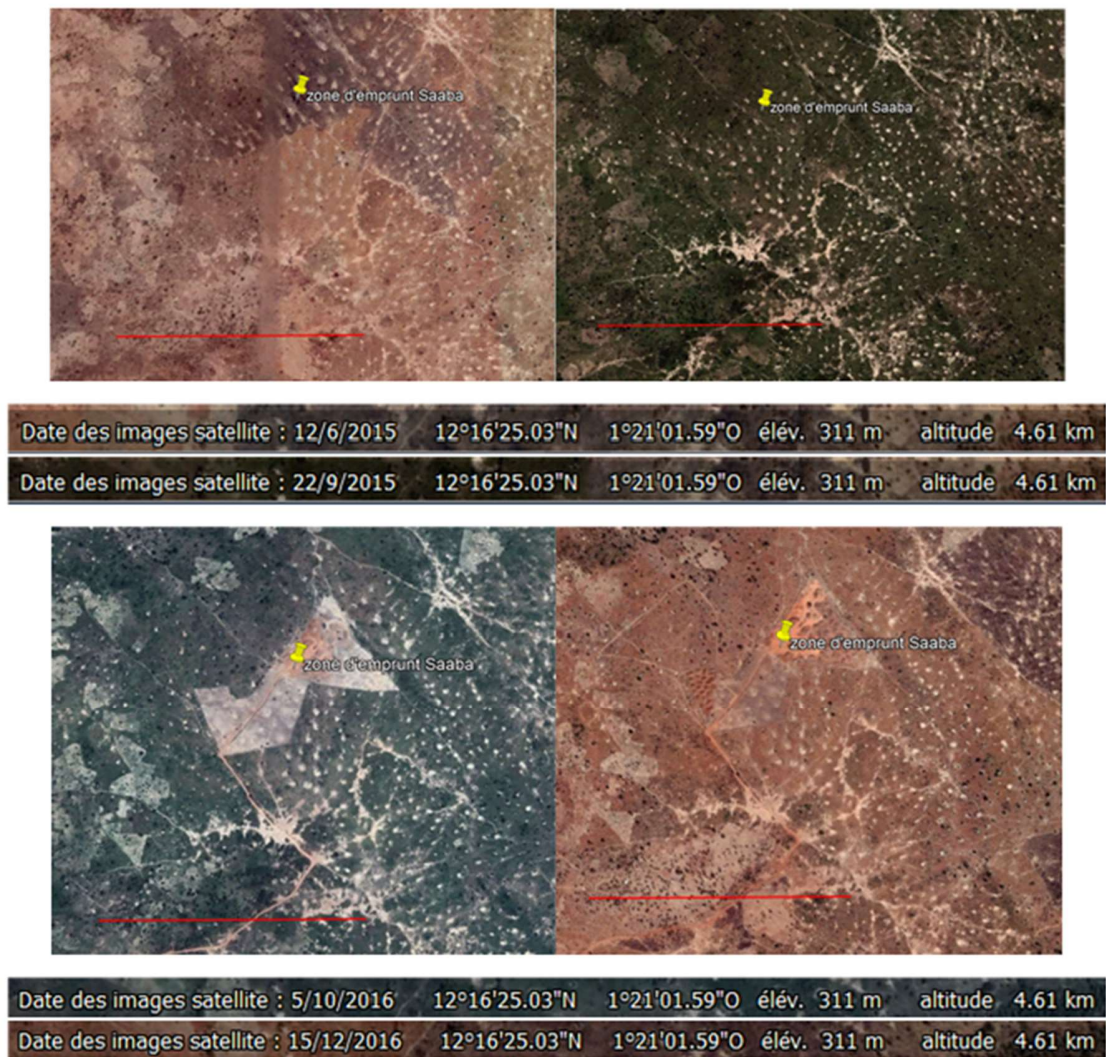 zone d'emprunt Saaba
zone d'emprunt Saaba
Date des images satellite : 12/6/2015 12°16'25.03"N 1°21'01.59"O élév. 311 m altitude 4.61 km
Date des images satellite : 22/9/2015 12°16'25.03"N 1°21'01.59"O élév. 311 m altitude 4.61 km
zone d'emprunt Saaba
zone d'emprunt Saaba
Date des images satellite : 5/10/2016 12°16'25.03"N 1°21'01.59"O élév. 311 m altitude 4.61 km
Date des images satellite : 15/12/2016 12°16'25.03"N 1°21'01.59"O élév. 311 m altitude 4.61 km